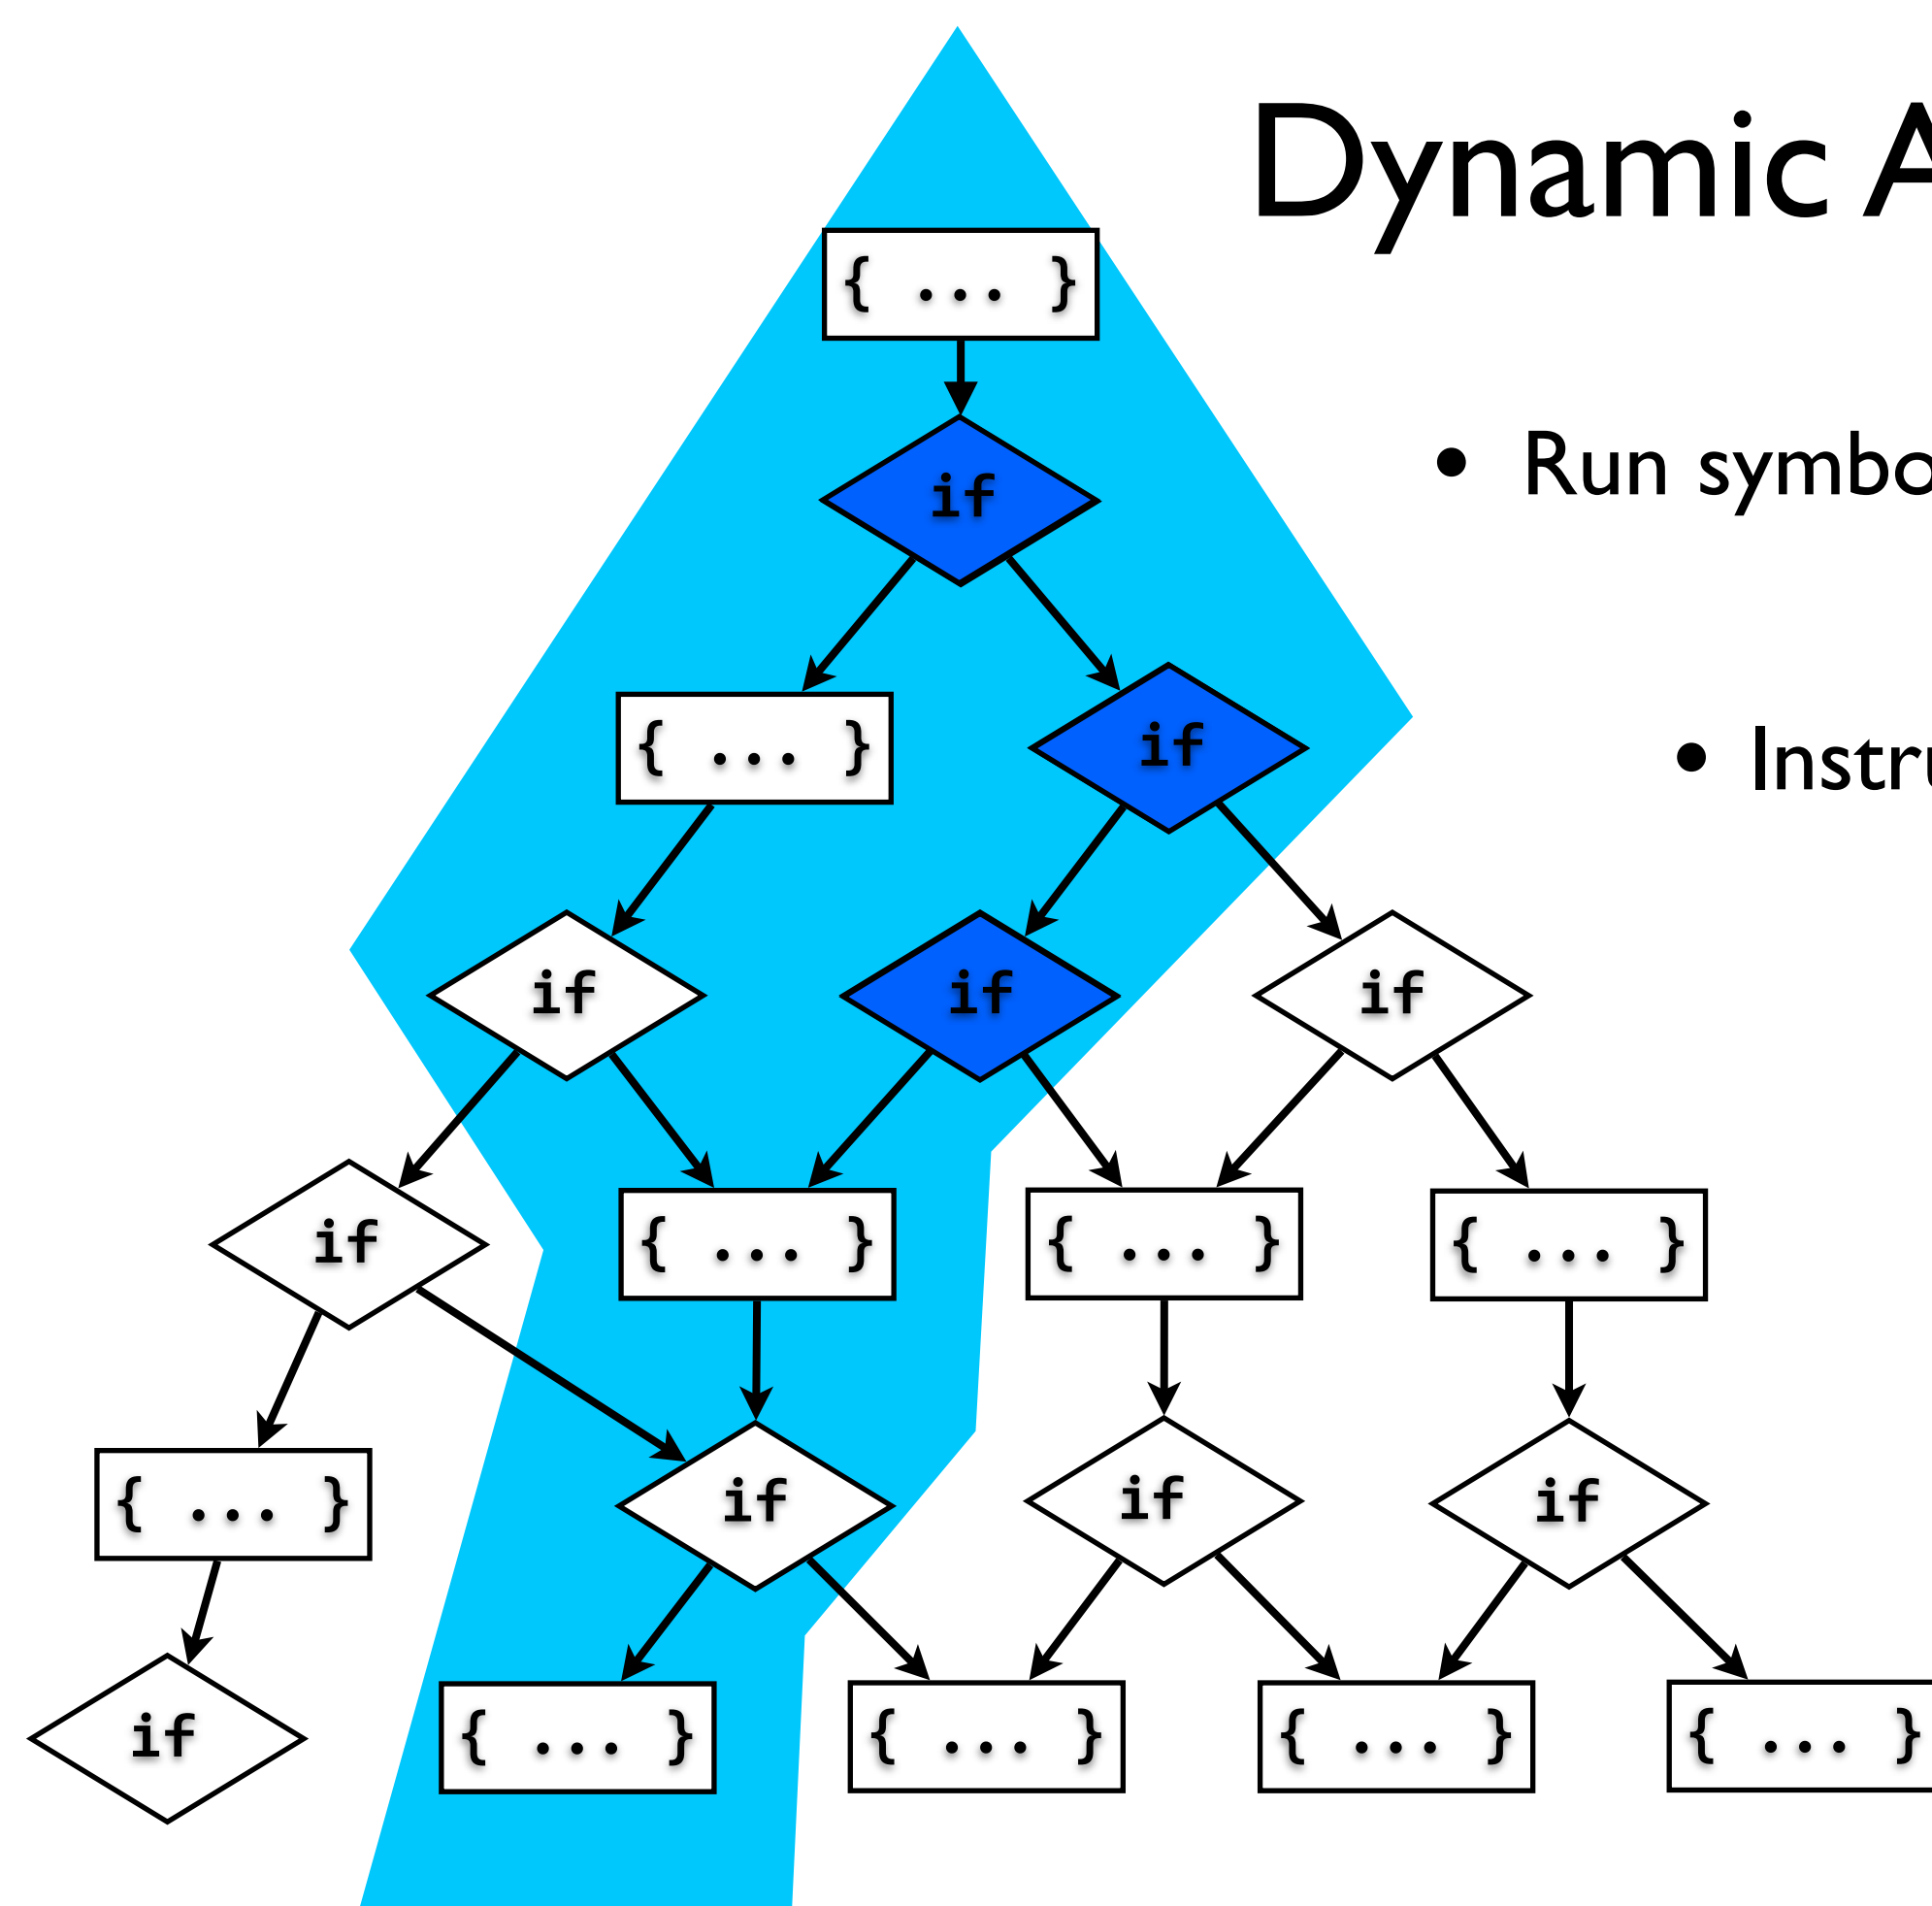 Dynamic A
{ ... }
• Run symbo
if
{ ... }
if
• Instru
if
if
if
if
{ ... }
{ ... }
{ ... }
{ ... }
if
if
if
if
{ ... }
{ ... }
{ ... }
{ ... }